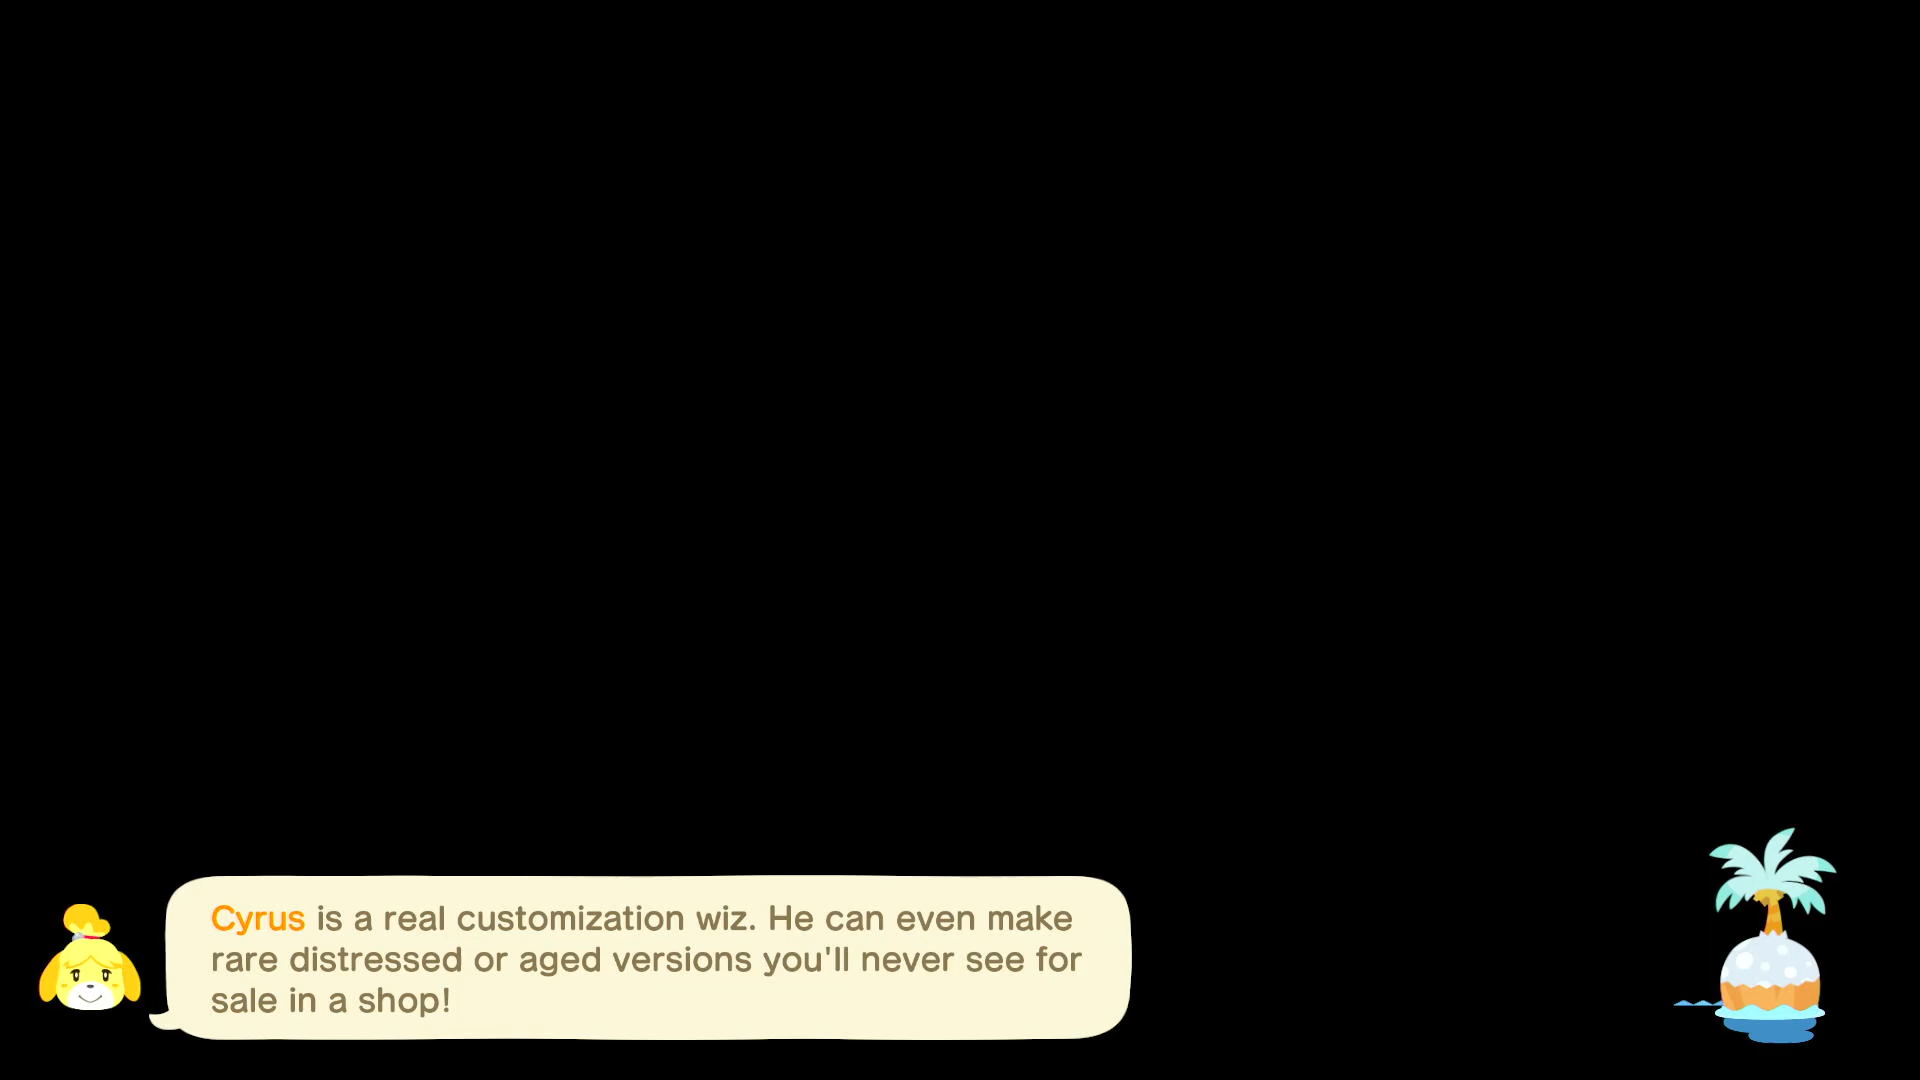 Cyrus is a real customization wiz. He can even make
rare distressed or aged versions you'll never see for
sale in a shop!